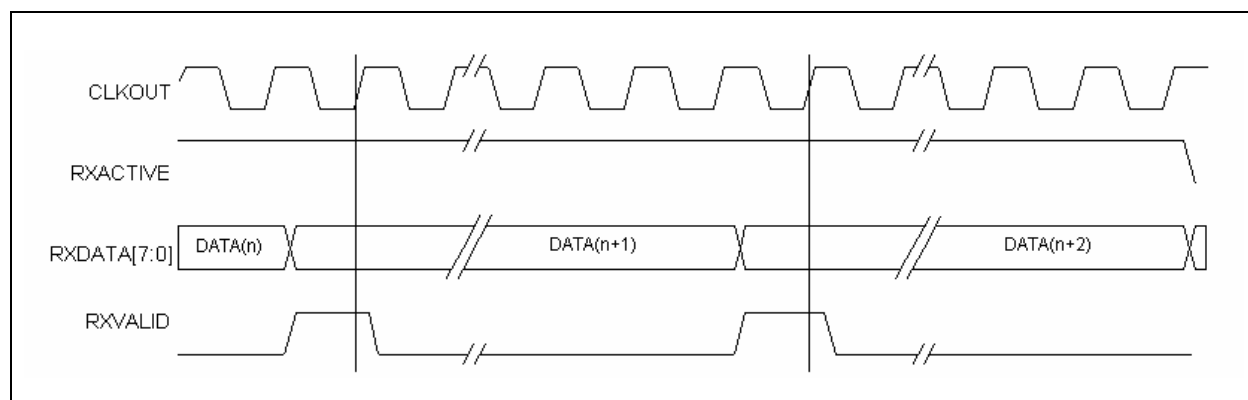 CLKOUT
RXACTIVE
RXDATA[7:0]
DATA(n)
DATA(n+1)
DATA(n+2)
RXVALID